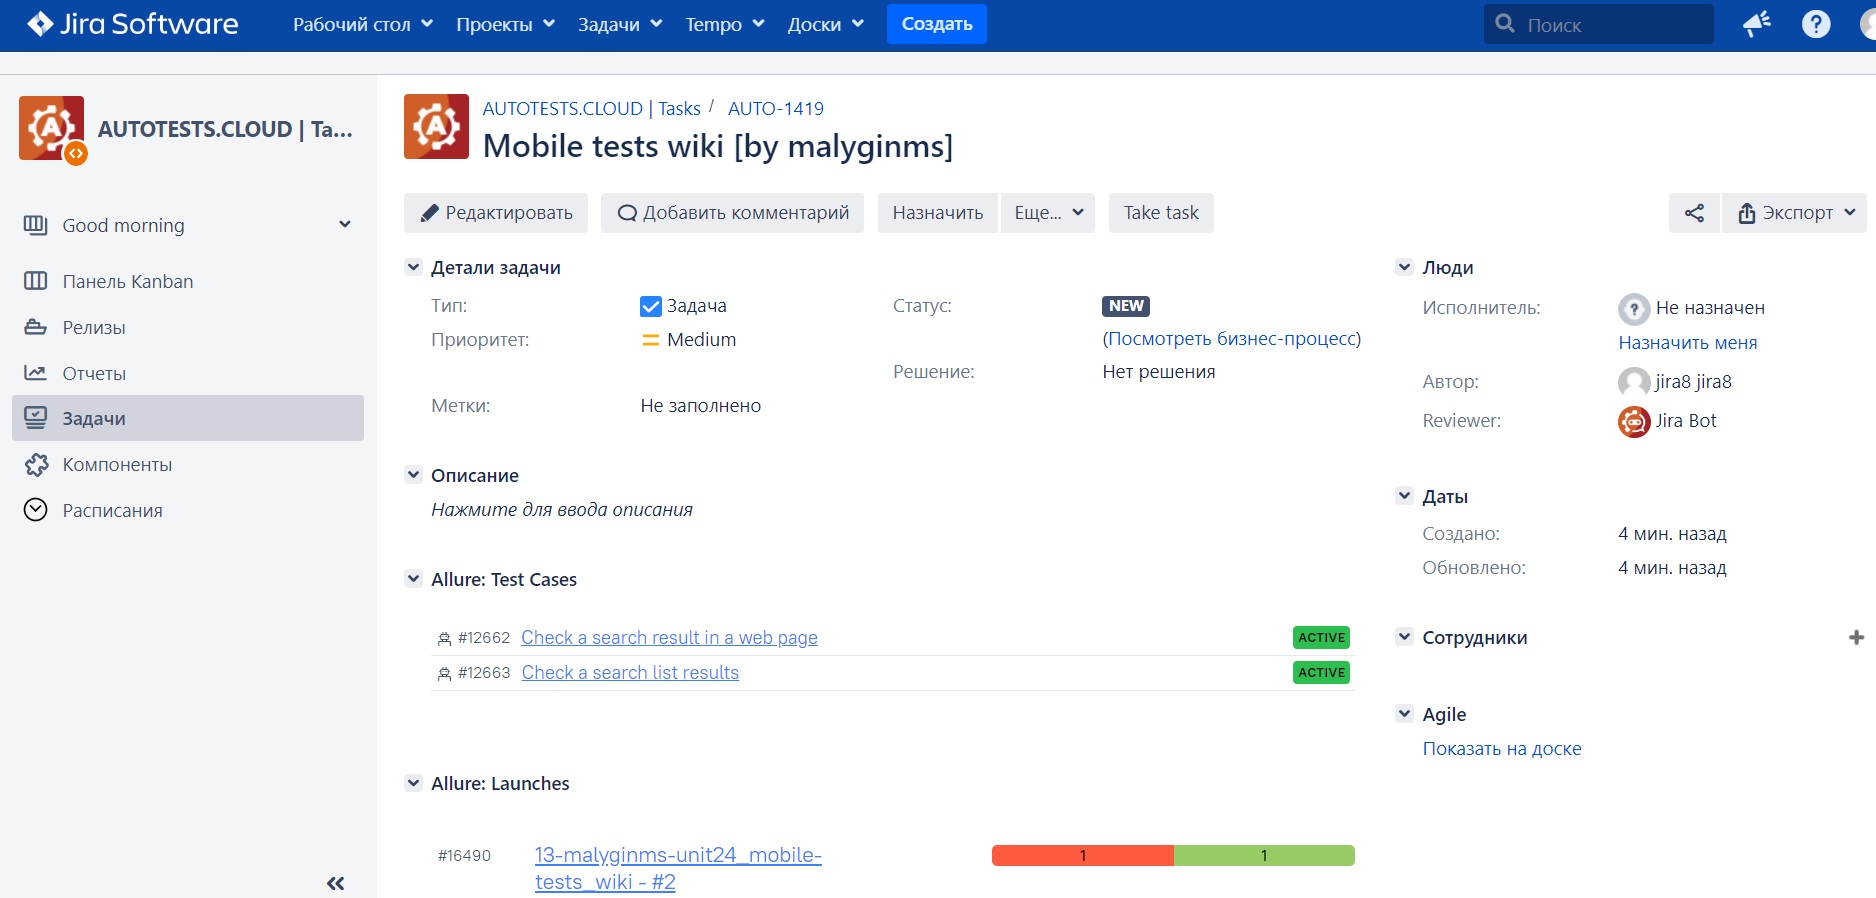 Jira Software
Рабочий стол
Проекты
Задачи
Tempo
Доски
Создать
Поиск
AUTOTESTS.CLOUD | Ta...
Good morning
Панель Kanban
Релизы
Отчеты
Задачи
Компоненты
Расписания
AUTOTESTS.CLOUD | Tasks / AUTO-1419
Mobile tests wiki [by malyginms]
Редактировать
Добавить комментарий
Назначить
Еще...
Take task
Экспорт
Детали задачи
Тип: Задача
Статус: NEW
(Посмотреть бизнес-процесс)
Приоритет: Medium
Решение: Нет решения
Метки: Не заполнено
Описание
Нажмите для ввода описания
Allure: Test Cases
#12662 Check a search result in a web page ACTIVE
#12663 Check a search list results ACTIVE
Allure: Launches
#16490 13-malyginms-unit24_mobile-
tests_wiki - #2
1 1
Люди
Исполнитель: Не назначен
Назначить меня
Автор: jira8 jira8
Reviewer: Jira Bot
Даты
Создано: 4 мин. назад
Обновлено: 4 мин. назад
Сотрудники
Agile
Показать на доске